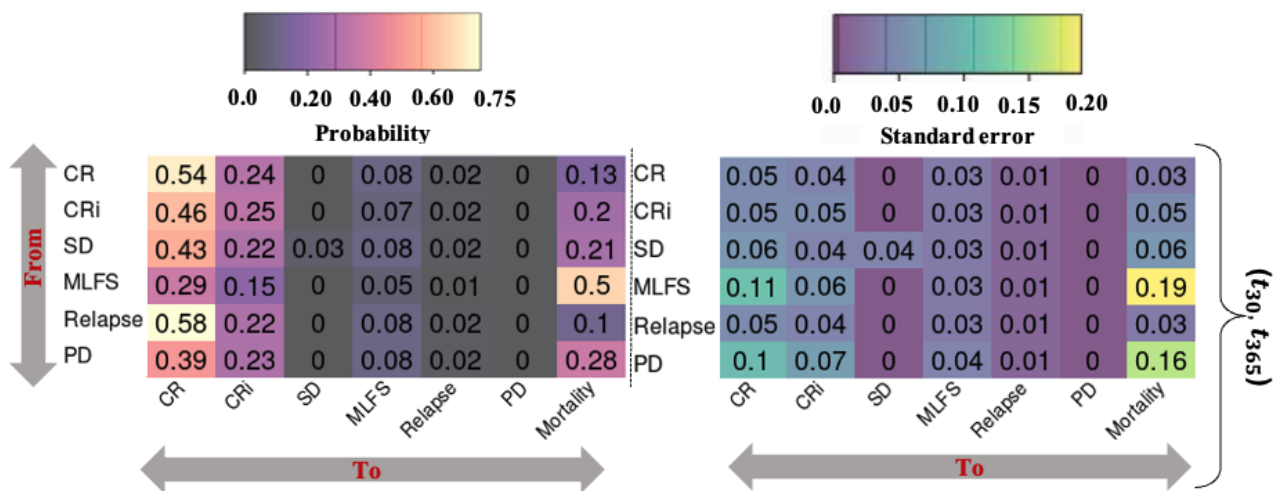 0.0 0.20 0.40 0.60 0.75
Probability
0.0 0.05 0.10 0.15 0.20
Standard error
From
CR 0.54 0.24 0 0.08 0.02 0 0.13
CRi 0.46 0.25 0 0.07 0.02 0 0.2
SD 0.43 0.22 0.03 0.08 0.02 0 0.21
MLFS 0.29 0.15 0 0.05 0.01 0 0.5
Relapse 0.58 0.22 0 0.08 0.02 0 0.1
PD 0.39 0.23 0 0.08 0.02 0 0.28
CR CRi SD MLFS Relapse PD Mortality
To
CR 0.05 0.04 0 0.03 0.01 0 0.03
CRi 0.05 0.05 0 0.03 0.01 0 0.05
SD 0.06 0.04 0.04 0.03 0.01 0 0.06
MLFS 0.11 0.06 0 0.03 0.01 0 0.19
Relapse 0.05 0.04 0 0.03 0.01 0 0.03
PD 0.1 0.07 0 0.04 0.01 0 0.16
CR CRi SD MLFS Relapse PD Mortality
To
(t30, t365)